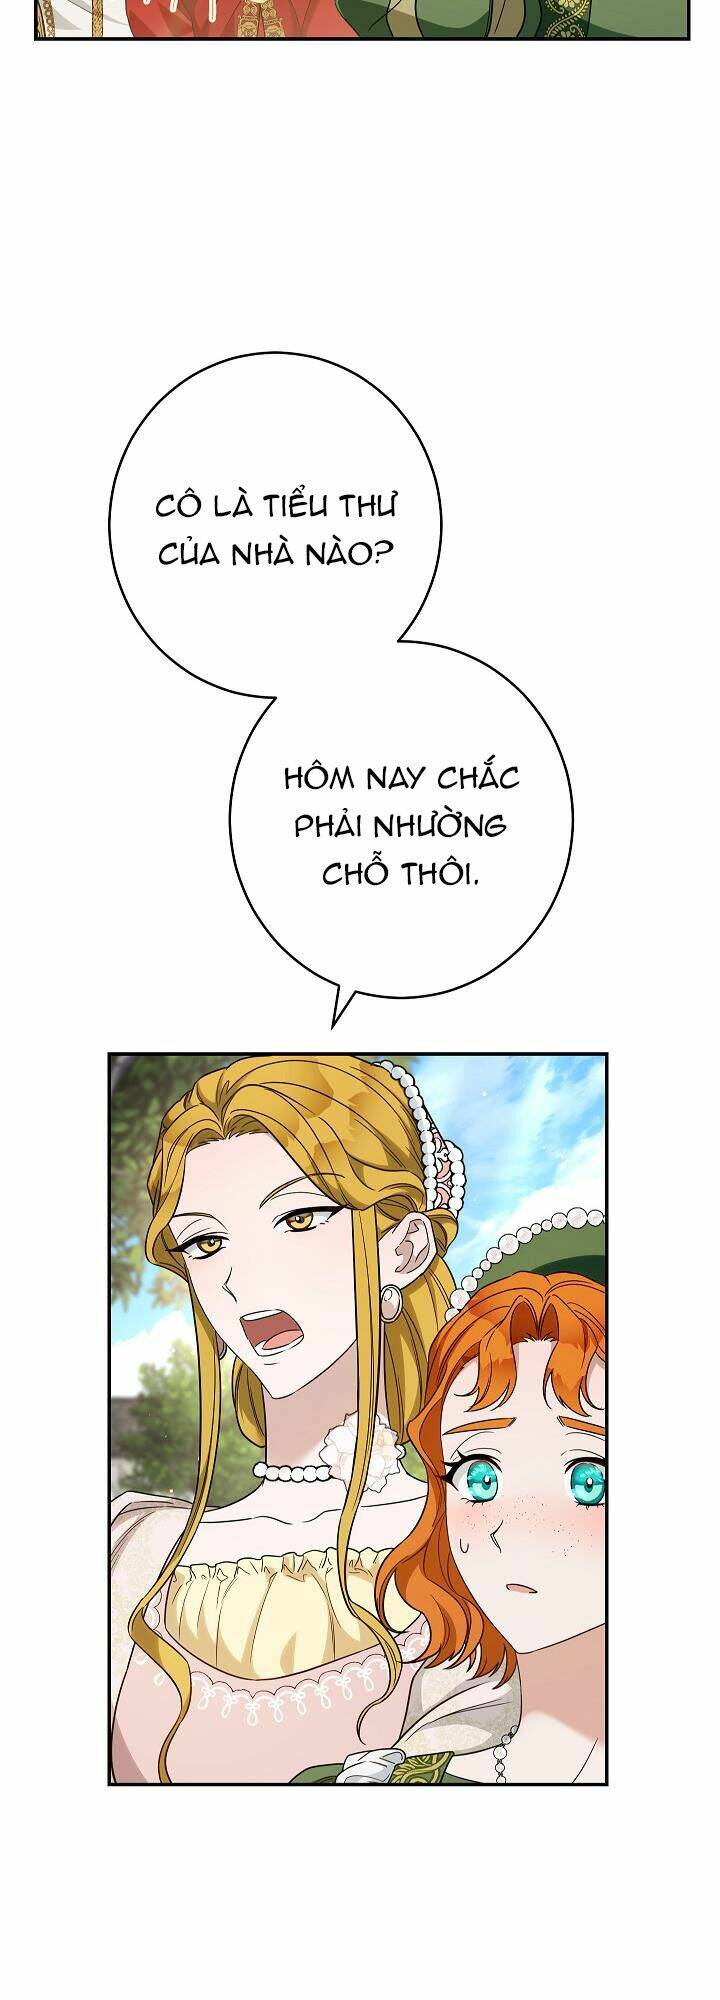 CÔ LÀ TIỂU THƯ
CỦA NHÀ NÀO?
HÔM NAY CHẮC
PHẢI NHƯỜNG
CHỖ THÔI.